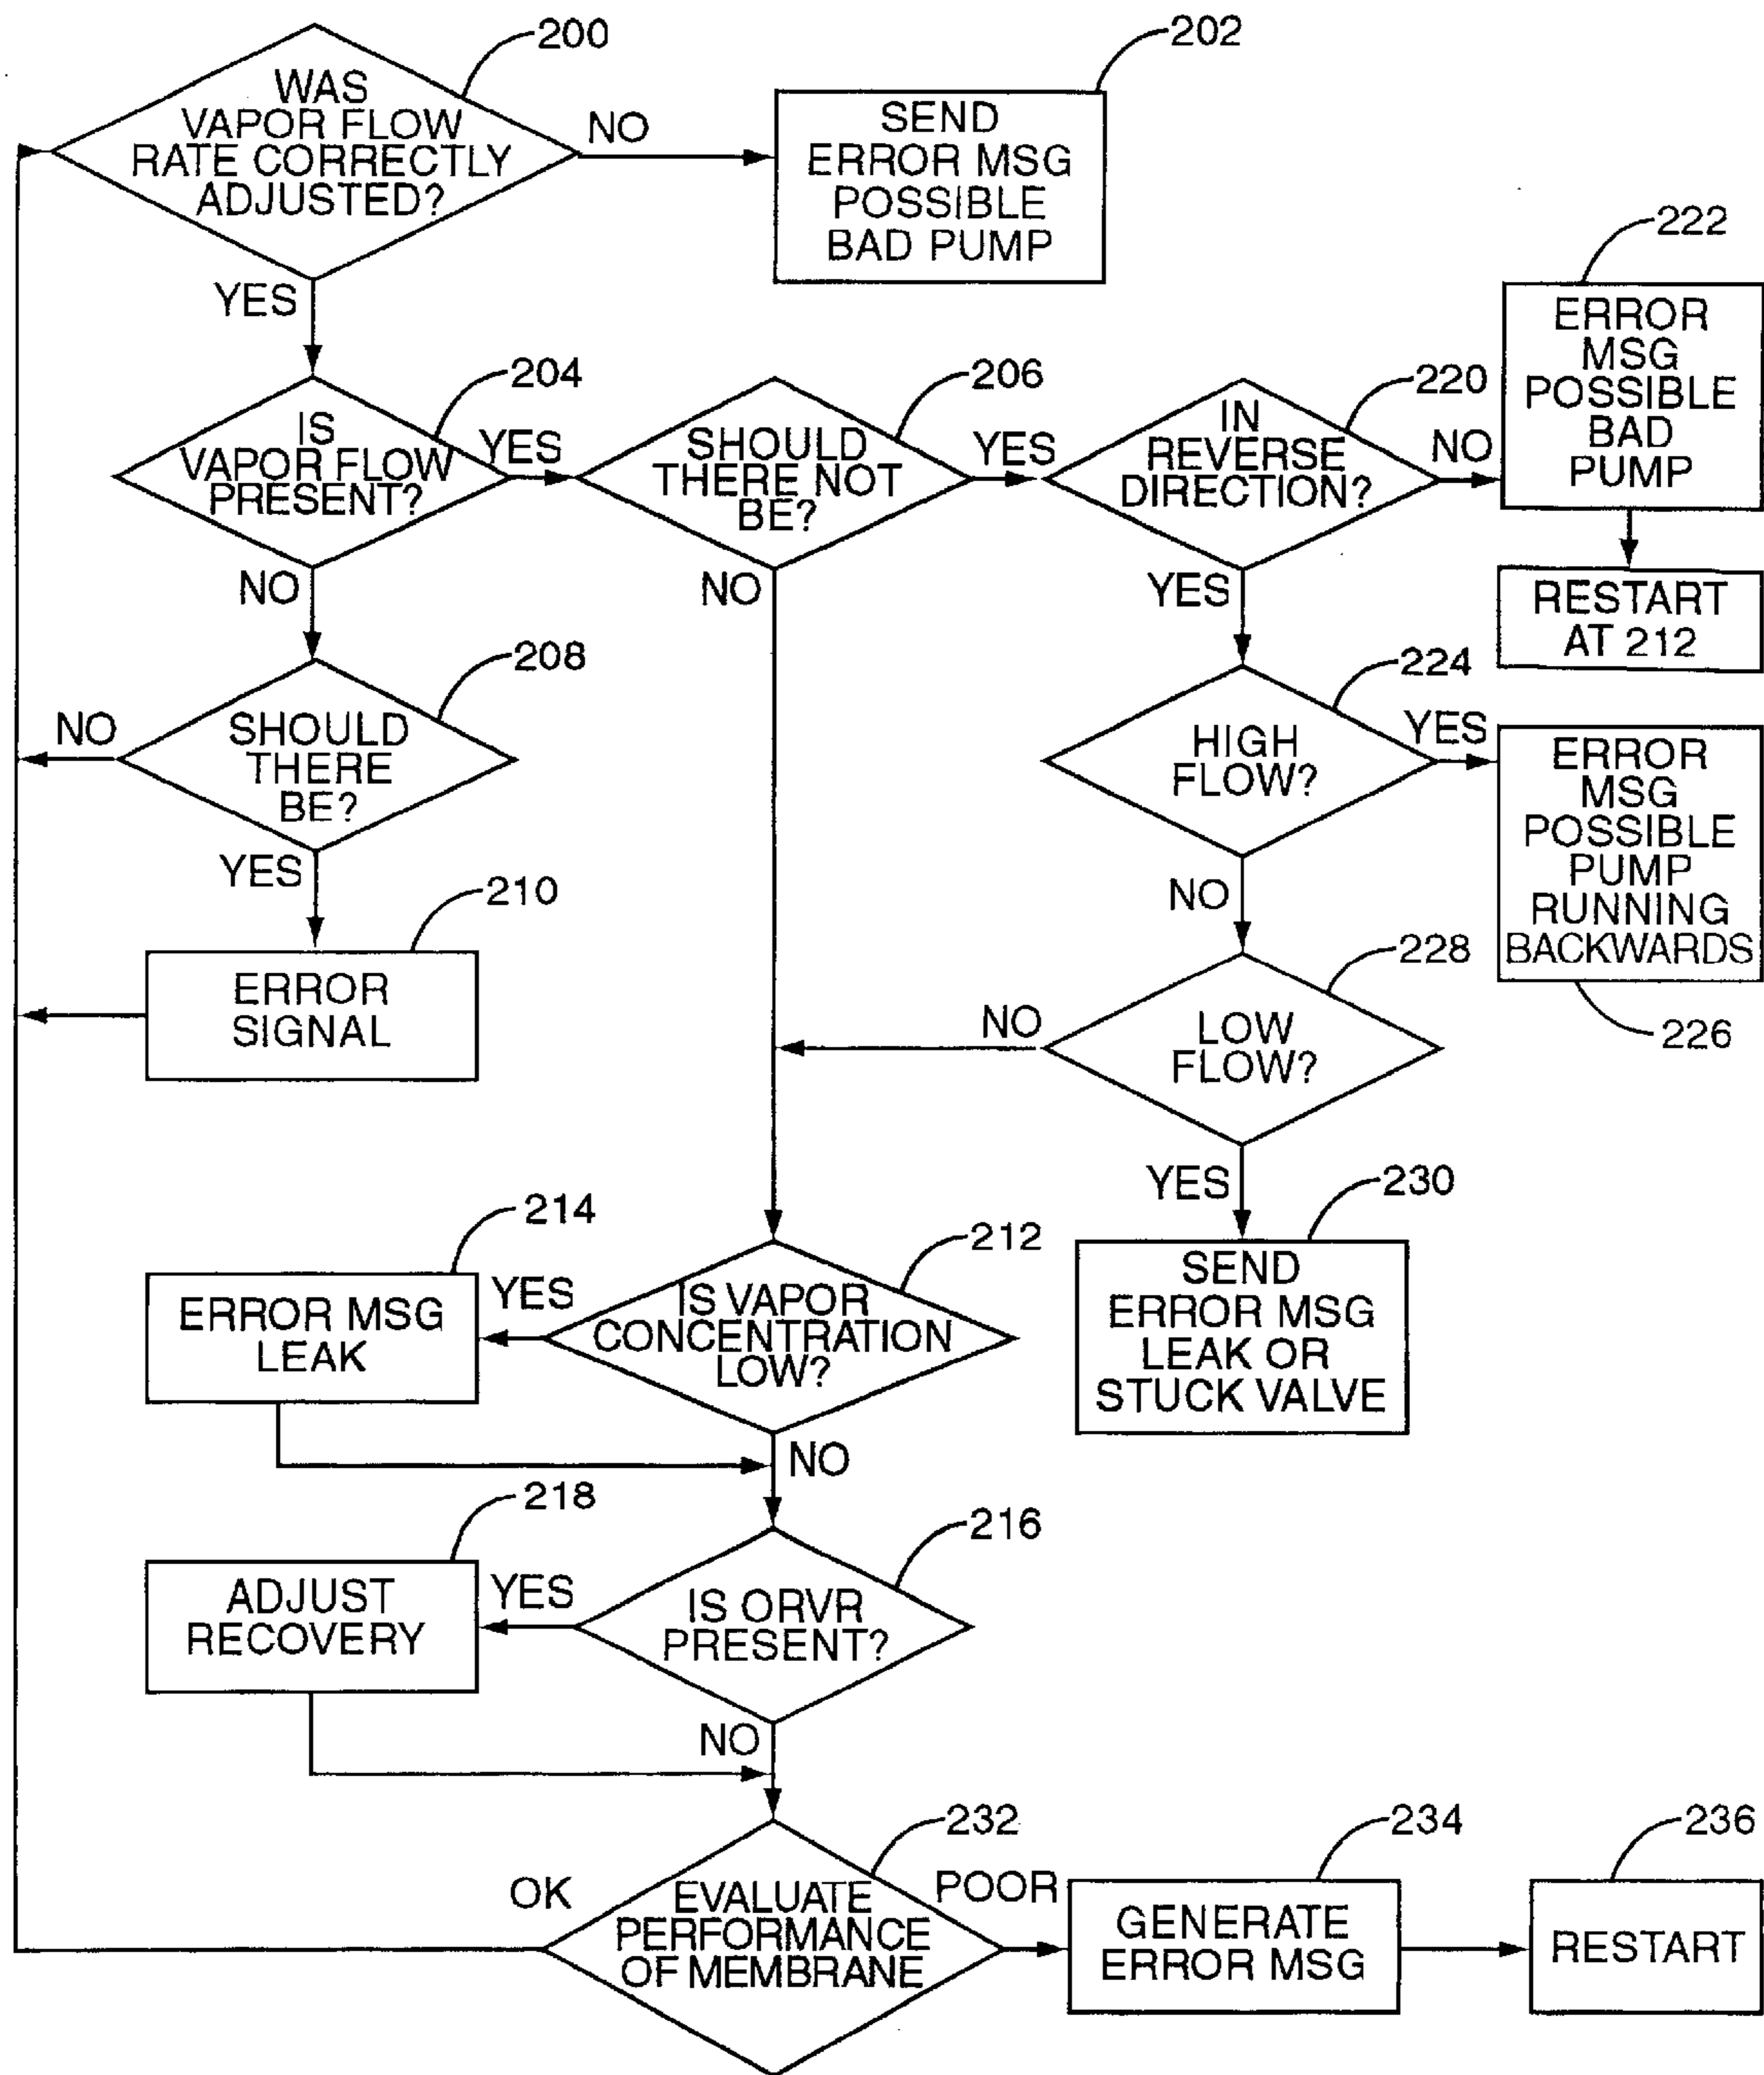 200
WAS
VAPOR FLOW
RATE CORRECTLY
ADJUSTED?
NO
202
SEND
ERROR MSG
POSSIBLE
BAD PUMP
YES
204
IS
VAPOR FLOW
PRESENT?
YES
206
SHOULD
THERE NOT
BE?
YES
220
IN
REVERSE
DIRECTION?
NO
222
ERROR
MSG
POSSIBLE
BAD
PUMP
RESTART
AT 212
NO
NO
YES
208
SHOULD
THERE
BE?
NO
YES
210
ERROR
SIGNAL
224
HIGH
FLOW?
YES
ERROR
MSG
POSSIBLE
PUMP
RUNNING
BACKWARDS
226
NO
228
LOW
FLOW?
NO
YES
230
SEND
ERROR MSG
LEAK OR
STUCK VALVE
212
IS VAPOR
CONCENTRATION
LOW?
YES
214
ERROR MSG
LEAK
NO
216
IS ORVR
PRESENT?
YES
218
ADJUST
RECOVERY
NO
232
EVALUATE
PERFORMANCE
OF MEMBRANE
OK
POOR
234
GENERATE
ERROR MSG
236
RESTART